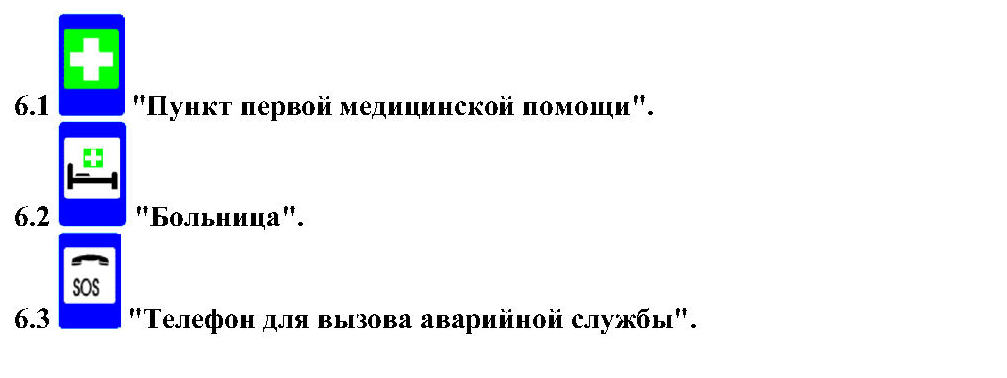 6.1 "Пункт первой медицинской помощи".
6.2 "Больница".
SOS
6.3 "Телефон для вызова аварийной службы".